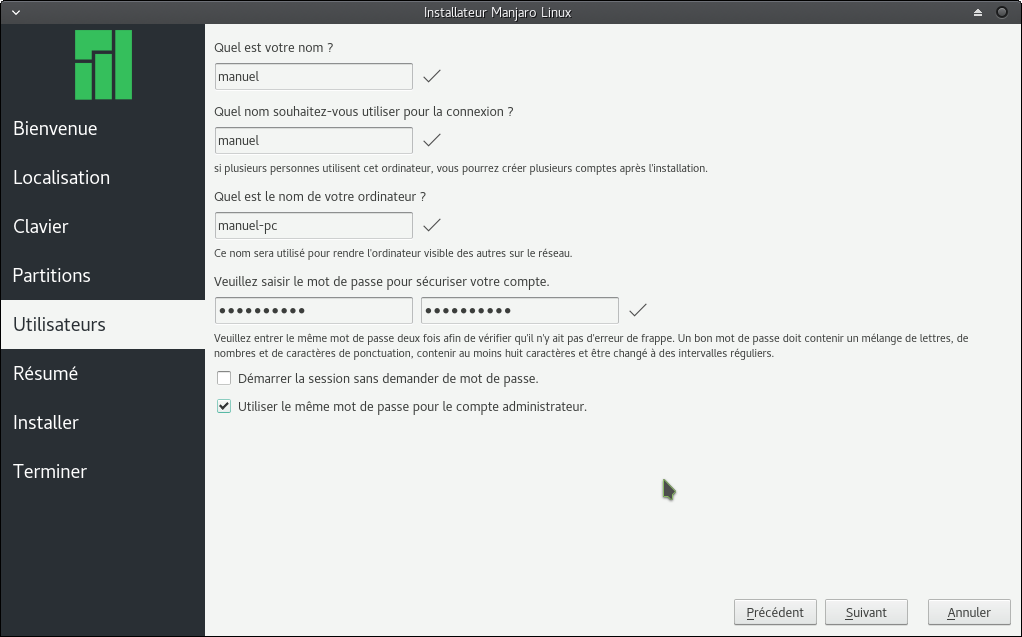 Installateur Manjaro Linux
Bienvenue
Localisation
Clavier
Partitions
Utilisateurs
Résumé
Installer
Terminer
Quel est votre nom ?
manuel
Quel nom souhaitez-vous utiliser pour la connexion ?
manuel
si plusieurs personnes utilisent cet ordinateur, vous pourrez créer plusieurs comptes après l'installation.
Quel est le nom de votre ordinateur ?
manuel-pc
Ce nom sera utilisé pour rendre l'ordinateur visible des autres sur le réseau.
Veuillez saisir le mot de passe pour sécuriser votre compte.
●●●●●●●●●● ●●●●●●●●●●
Veuillez entrer le même mot de passe deux fois afin de vérifier qu'il n'y ait pas d'erreur de frappe. Un bon mot de passe doit contenir un mélange de lettres, de
nombres et de caractères de ponctuation, contenir au moins huit caractères et être changé à des intervalles réguliers.
Démarrer la session sans demander de mot de passe.
Utiliser le même mot de passe pour le compte administrateur.
Précédent Suivant Annuler